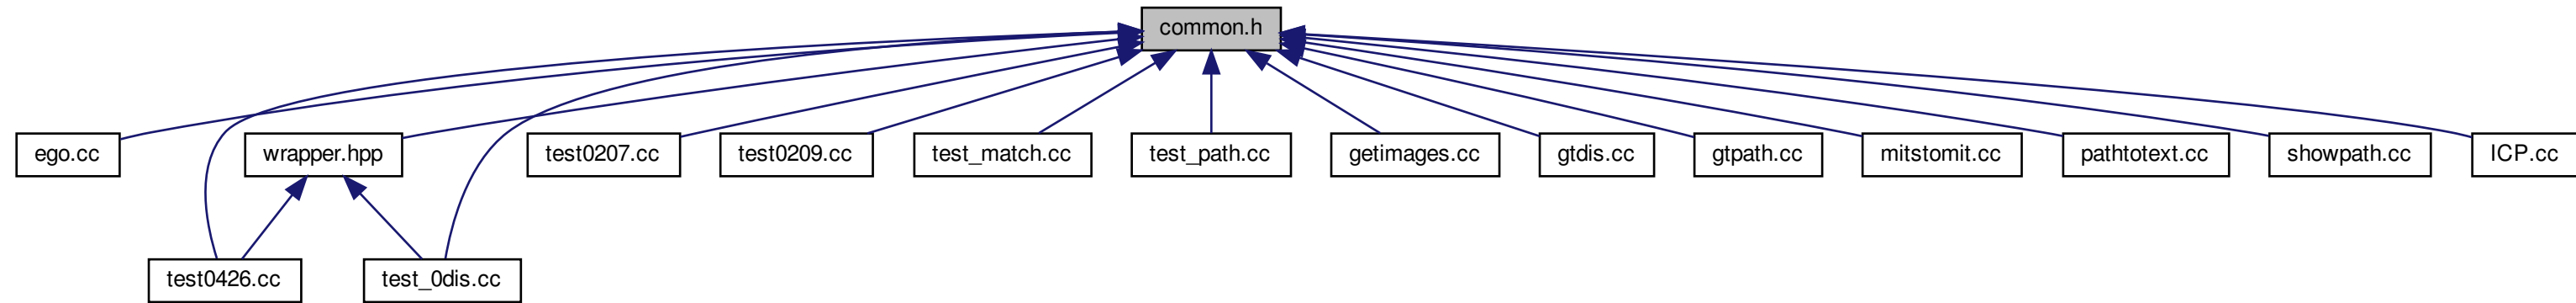 common.h
ego.cc
wrapper.hpp
test0207.cc
test0209.cc
test_match.cc
test_path.cc
getimages.cc
gtdis.cc
gtpath.cc
mitstomit.cc
pathtotext.cc
showpath.cc
ICP.cc
test0426.cc
test_0dis.cc